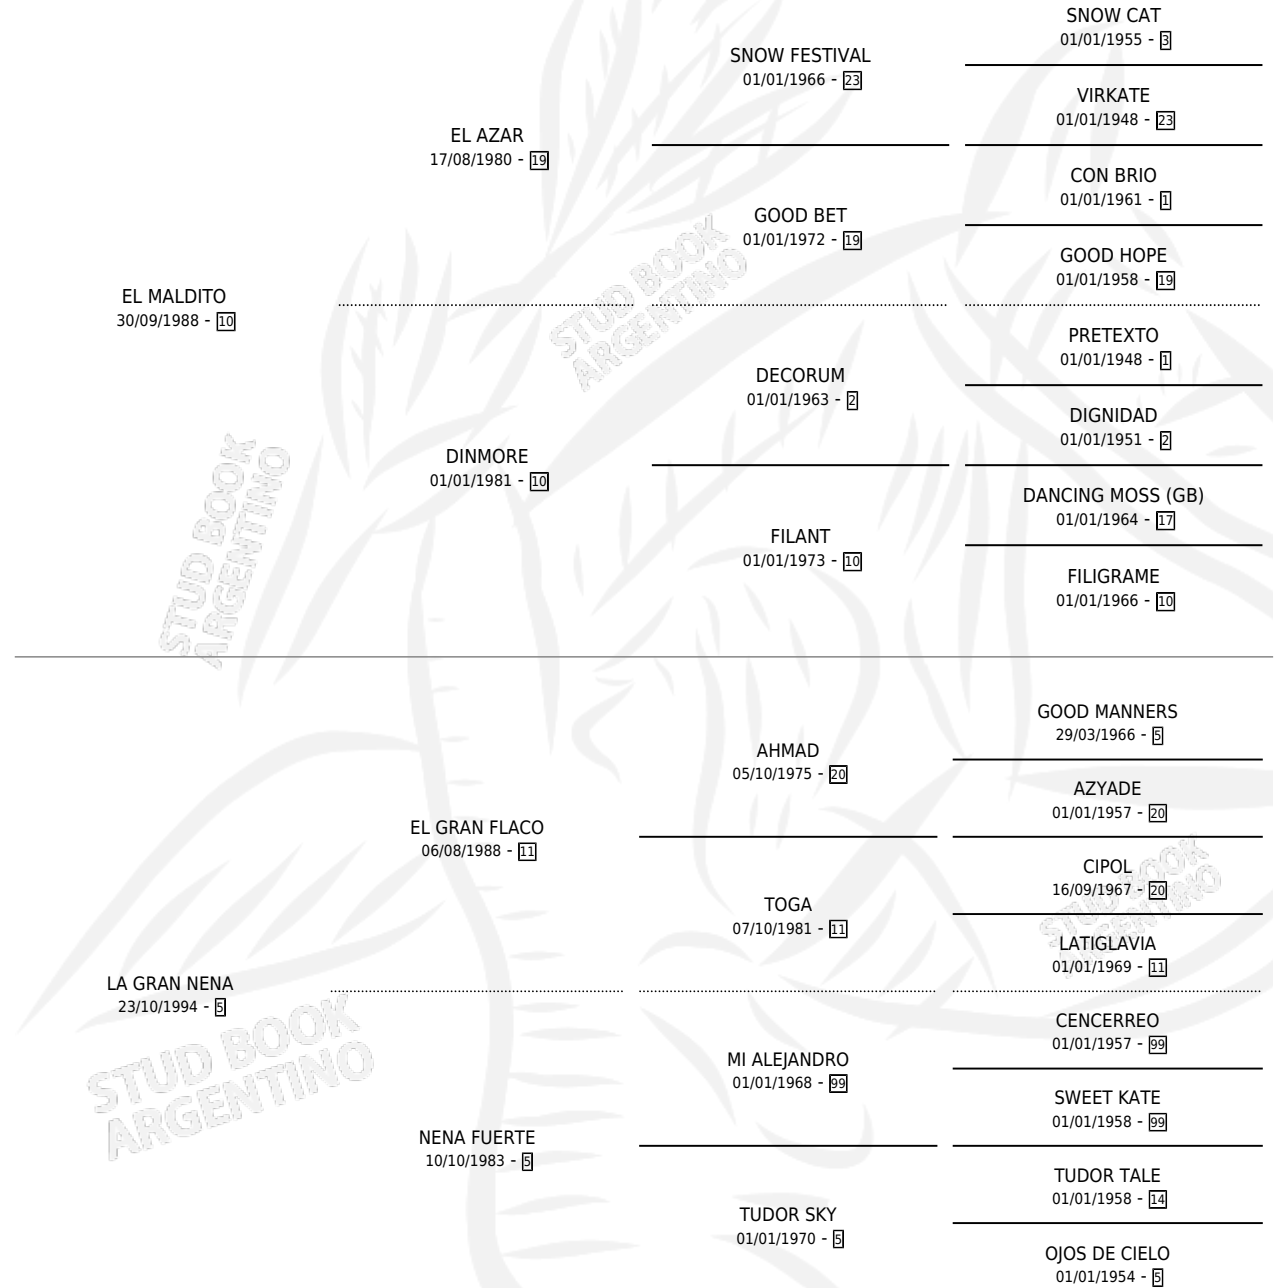 SNOW CAT
01/01/1955 - 3
SNOW FESTIVAL
01/01/1966 - 23
VIRKATE
01/01/1948 - 23
EL AZAR
17/08/1980 - 19
CON BRIO
01/01/1961 - 1
GOOD BET
01/01/1972 - 19
GOOD HOPE
01/01/1958 - 19
EL MALDITO
30/09/1988 - 10
PRETEXTO
01/01/1948 - 1
DECORUM
01/01/1963 - 2
DIGNIDAD
01/01/1951 - 2
DINMORE
01/01/1981 - 10
DANCING MOSS (GB)
01/01/1964 - 17
FILANT
01/01/1973 - 10
FILIGRAME
01/01/1966 - 10
GOOD MANNERS
29/03/1966 - 5
AHMAD
05/10/1975 - 20
AZYADE
01/01/1957 - 20
EL GRAN FLACO
06/08/1988 - 11
CIPOL
16/09/1967 - 20
TOGA
07/10/1981 - 11
LATIGLAVIA
01/01/1969 - 11
LA GRAN NENA
23/10/1994 - 5
CENCERREO
01/01/1957 - 99
MI ALEJANDRO
01/01/1968 - 99
SWEET KATE
01/01/1958 - 99
NENA FUERTE
10/10/1983 - 5
TUDOR TALE
01/01/1958 - 14
TUDOR SKY
01/01/1970 - 5
OJOS DE CIELO
01/01/1954 - 5
STUD BOOK
ARGENTINO
STUD BOOK
ARGENTINO
STUD BOOK
ARGENTINO
STUD BOOK
ARGENTINO